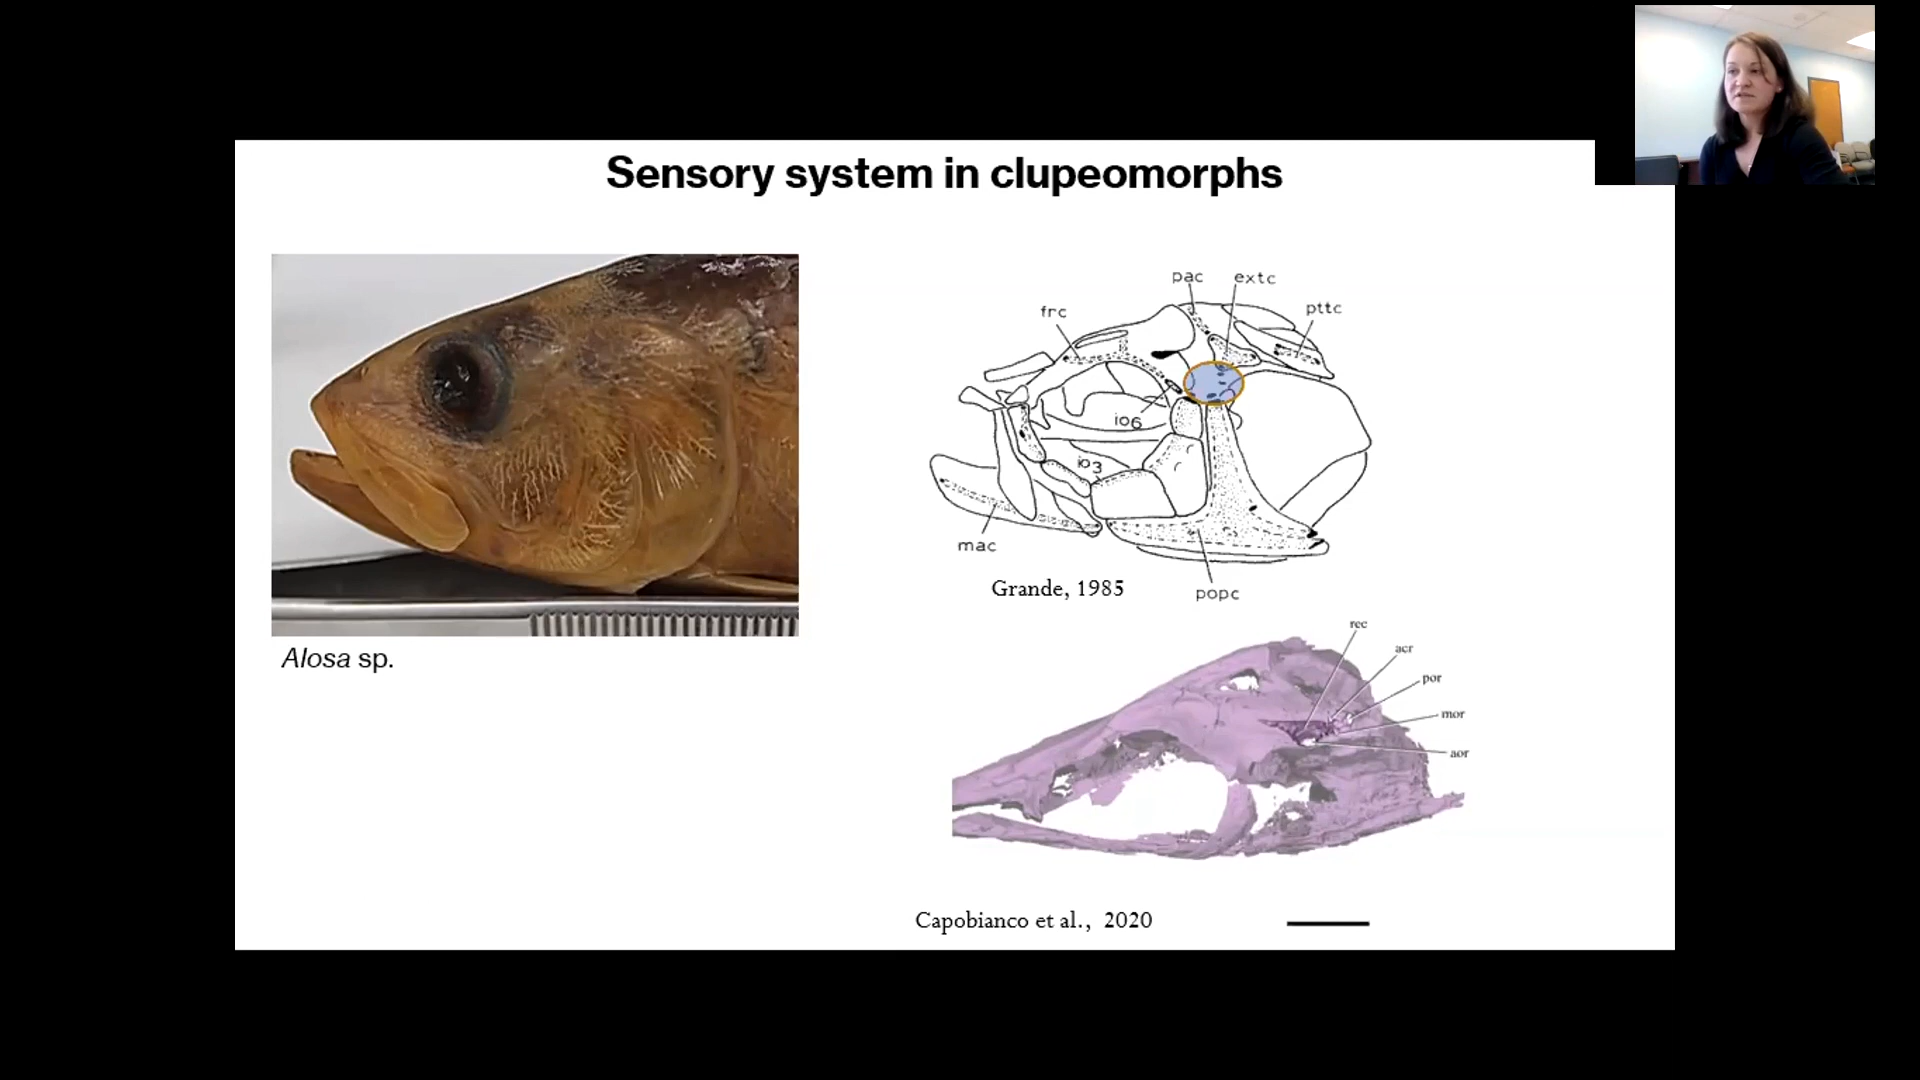 Sensory system in clupeomorphs
pac
extc
frc
pttc
io6
io3
mac
Grande, 1985
popc
Alosa sp.
rec
acr
por
mor
aor
Capobianco et al., 2020